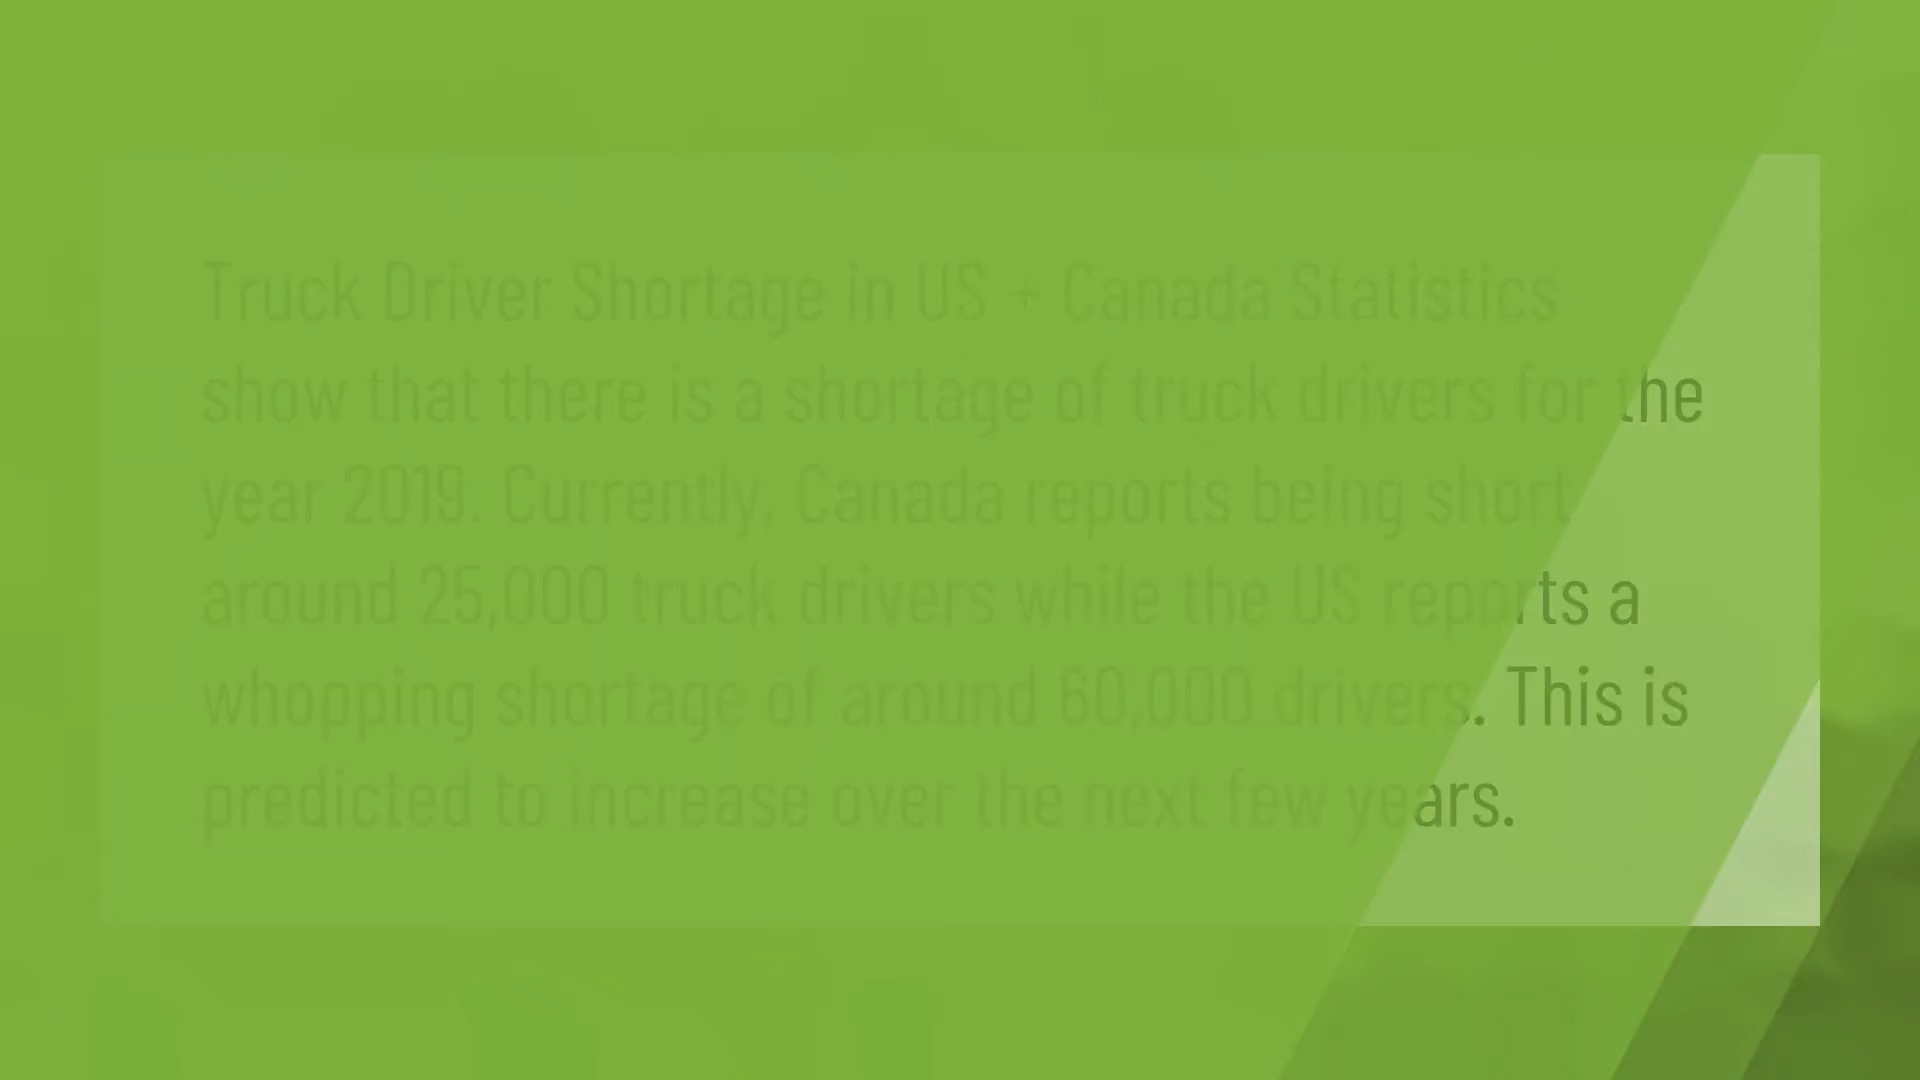 Truck Driver Shortage in US + Canada Statistics
show that there is a shortage of truck drivers for the
year 2019. Currently, Canada reports being short
around 25,000 truck drivers while the US reports a
whopping shortage of around 60,000 drivers. This is
predicted to increase over the next few years.